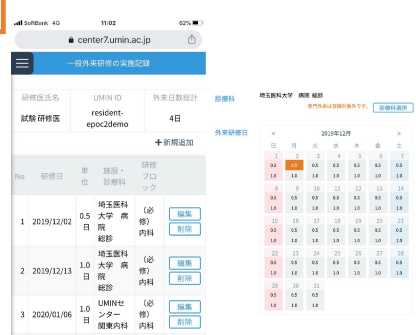 SoftBank 4G 11:02 62%
center7.umin.ac.jp
一般外来研修の実施
記録
研修医氏名 UMIN ID 外来日数総計
試験 研修医 resident-epoc2demo 4日
+新規追加
No 研修日 単位 施設・診療科 研修ブロック
1 2019/12/02 0.5日 埼玉医科大学 病院 総診 (必修)内科 編集 削除
2 2019/12/13 1.0日 埼玉医科大学 病院 総診 (必修)内科 編集 削除
3 2020/01/06 1.0日 UMINセンター 関東内科 (必修)内科 編集 削除
診療科 埼玉医科大学 病院 総診
専門外来は登録対象外です。 診療科選択
外来研修日 < 2019年12月 >
日 月 火 水 木 金 土
1 2 3 4 5 6 7
0.5 0.5 0.5 0.5 0.5 0.5 0.5
1.0 1.0 1.0 1.0 1.0 1.0 1.0
8 9 10 11 12 13 14
0.5 0.5 0.5 0.5 0.5 0.5 0.5
1.0 1.0 1.0 1.0 1.0 1.0 1.0
15 16 17 18 19 20 21
0.5 0.5 0.5 0.5 0.5 0.5 0.5
1.0 1.0 1.0 1.0 1.0 1.0 1.0
22 23 24 25 26 27 28
0.5 0.5 0.5 0.5 0.5 0.5 0.5
1.0 1.0 1.0 1.0 1.0 1.0 1.0
29 30 31
0.5 0.5 0.5
1.0 1.0 1.0